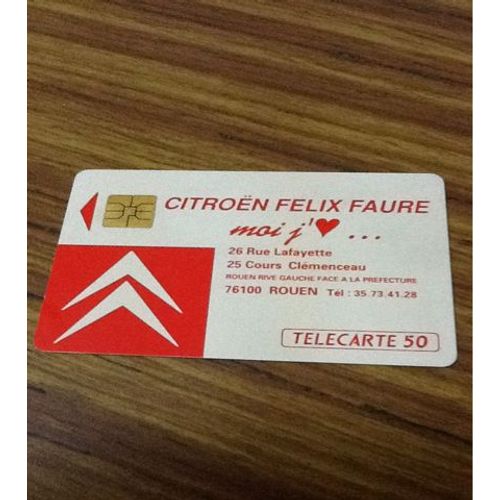 CITROËN FELIX FAURE
moi j'♥ ...
26 Rue Lafayette
25 Cours Clémenceau
ROUEN RIVE GAUCHE FACE A LA PREFECTURE
76100 ROUEN Tél : 35.73.41.28
TELECARTE 50